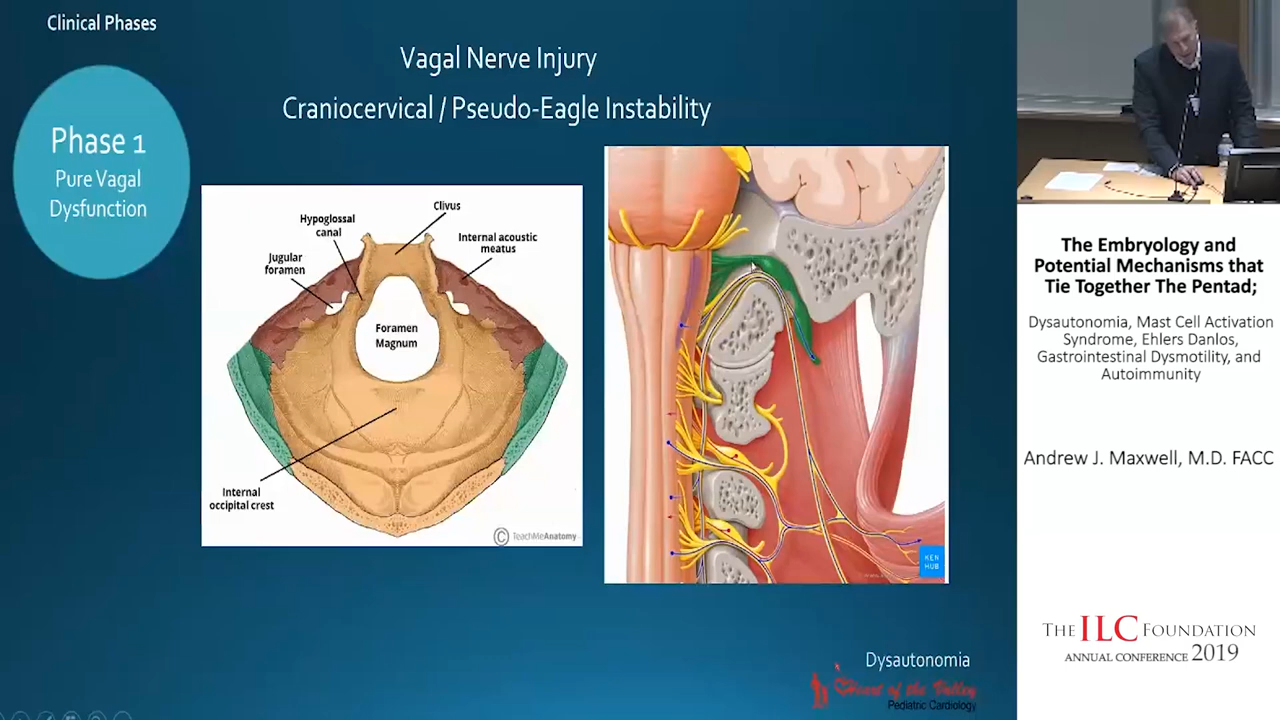 Clinical Phases
Vagal Nerve Injury
Craniocervical / Pseudo-Eagle Instability
Phase 1
Pure Vagal
Dysfunction
Clivus
Hypoglossal
canal
Internal acoustic
meatus
Jugular
foramen
Foramen
Magnum
Internal
occipital crest
© TeachMeAnatomy
KEN
HUB
Dysautonomia
Heart of the Valley
Pediatric Cardiology
The Embryology and
Potential Mechanisms that
Tie Together The Pentad;
Dysautonomia, Mast Cell Activation
Syndrome, Ehlers Danlos,
Gastrointestinal Dysmotility, and
Autoimmunity
Andrew J. Maxwell, M.D. FACC
THE ILC FOUNDATION
ANNUAL CONFERENCE 2019